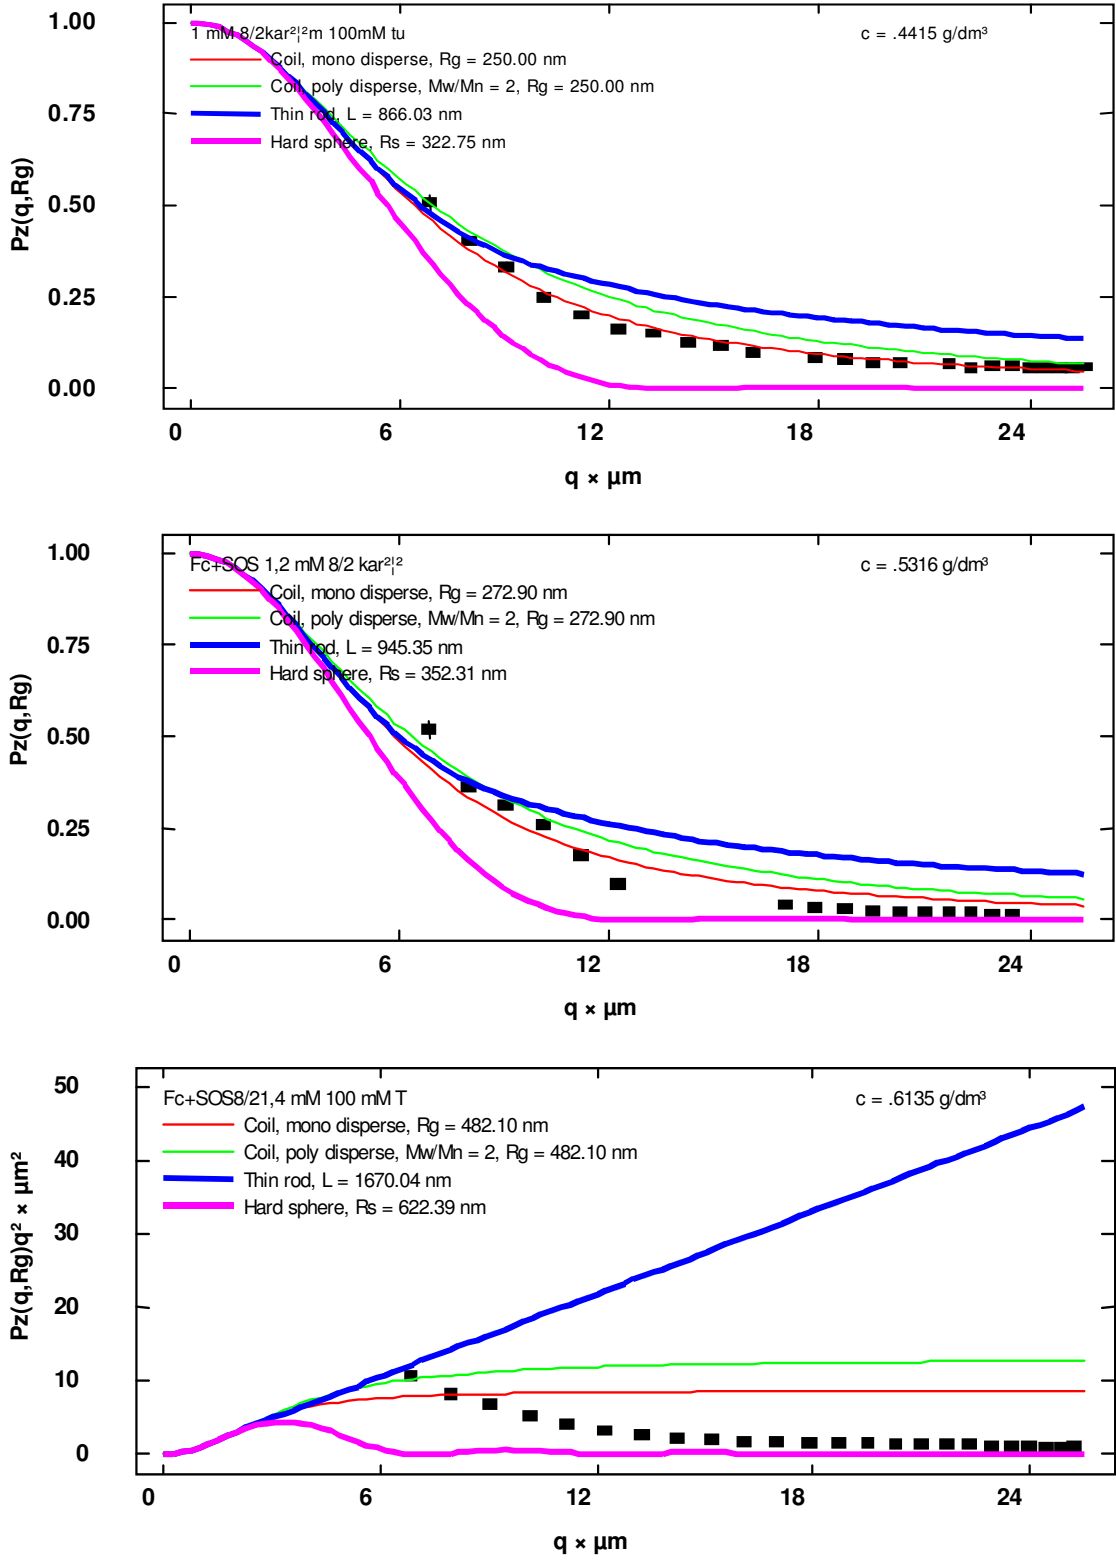 1.00
1 mM 8/2kar²¦²m 100mM tu
c = .4415 g/dm³
Coil, mono disperse, Rg = 250.00 nm
Coil, poly disperse, Mw/Mn = 2, Rg = 250.00 nm
0.75
Thin rod, L = 866.03 nm
Hard sphere, Rs = 322.75 nm
Pz(q,Rg)
0.50
0.25
0.00
0 6 12 18 24
q × µm
1.00
Fc+SOS 1,2 mM 8/2 kar²¦²
c = .5316 g/dm³
Coil, mono disperse, Rg = 272.90 nm
Coil, poly disperse, Mw/Mn = 2, Rg = 272.90 nm
0.75
Thin rod, L = 945.35 nm
Hard sphere, Rs = 352.31 nm
Pz(q,Rg)
0.50
0.25
0.00
0 6 12 18 24
q × µm
50
Fc+SOS8/21,4 mM 100 mM T
c = .6135 g/dm³
Coil, mono disperse, Rg = 482.10 nm
Coil, poly disperse, Mw/Mn = 2, Rg = 482.10 nm
40
Thin rod, L = 1670.04 nm
Hard sphere, Rs = 622.39 nm
Pz(q,Rg)q² × µm²
30
20
10
0
0 6 12 18 24
q × µm